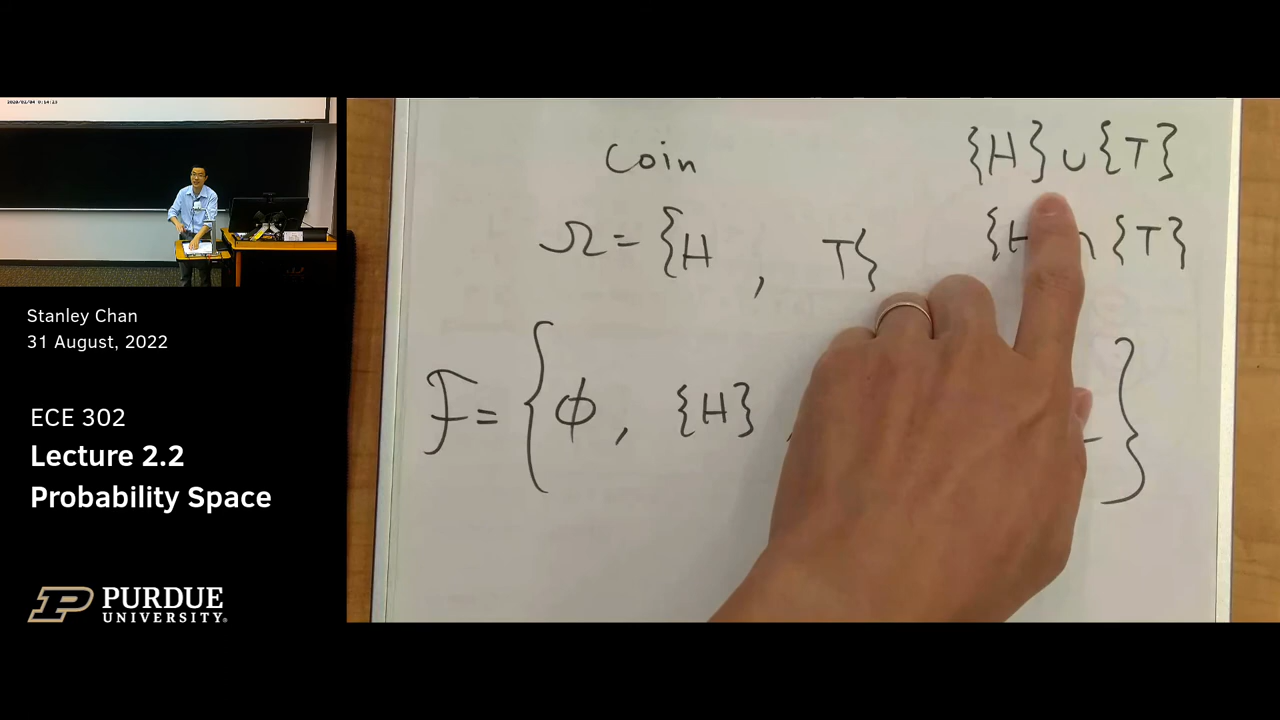 Coin
Ω = {H , T}
{H} ∪ {T}
{H ∩ {T}
F = { ϕ , {H} , }
Stanley Chan
31 August, 2022
ECE 302
Lecture 2.2
Probability Space
PURDUE
UNIVERSITY